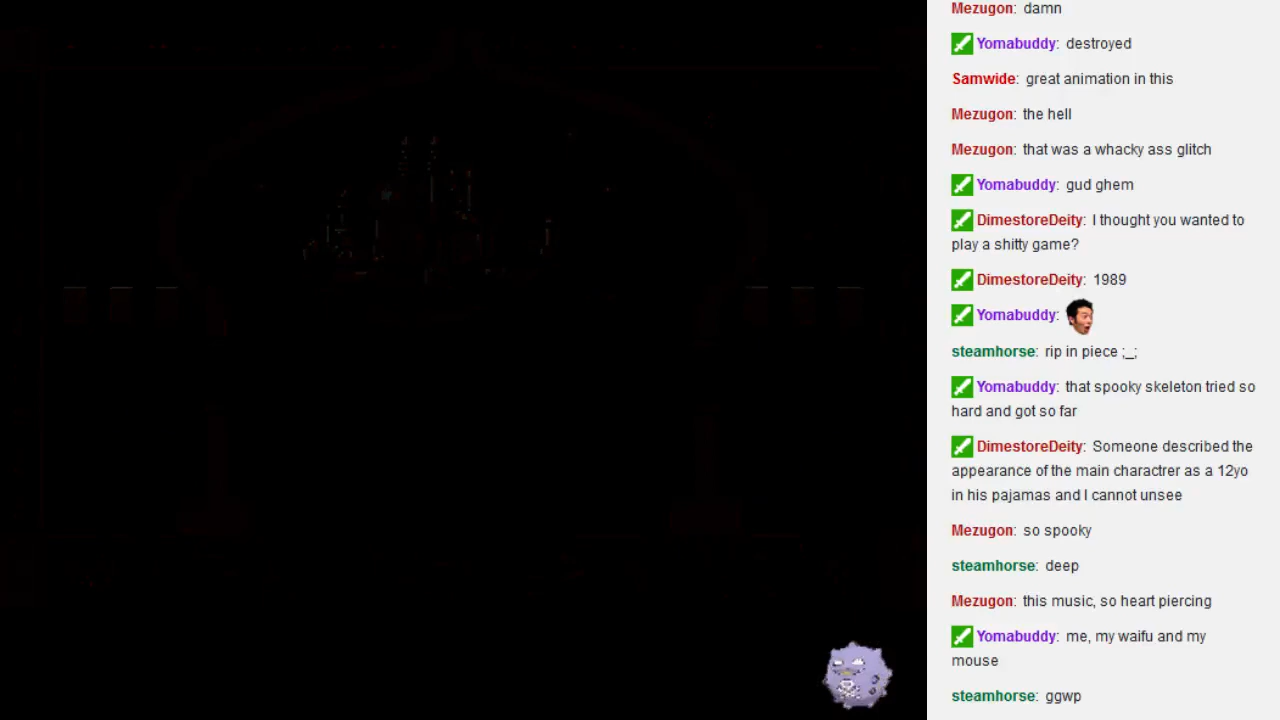 Mezugon: damn
Yomabuddy: destroyed
Samwide: great animation in this
Mezugon: the hell
Mezugon: that was a whacky ass glitch
Yomabuddy: gud ghem
DimestoreDeity: I thought you wanted to
play a shitty game?
DimestoreDeity: 1989
Yomabuddy:
steamhorse: rip in piece ;_;
Yomabuddy: that spooky skeleton tried so
hard and got so far
DimestoreDeity: Someone described the
appearance of the main charactrer as a 12yo
in his pajamas and I cannot unsee
Mezugon: so spooky
steamhorse: deep
Mezugon: this music, so heart piercing
Yomabuddy: me, my waifu and my
mouse
steamhorse: ggwp